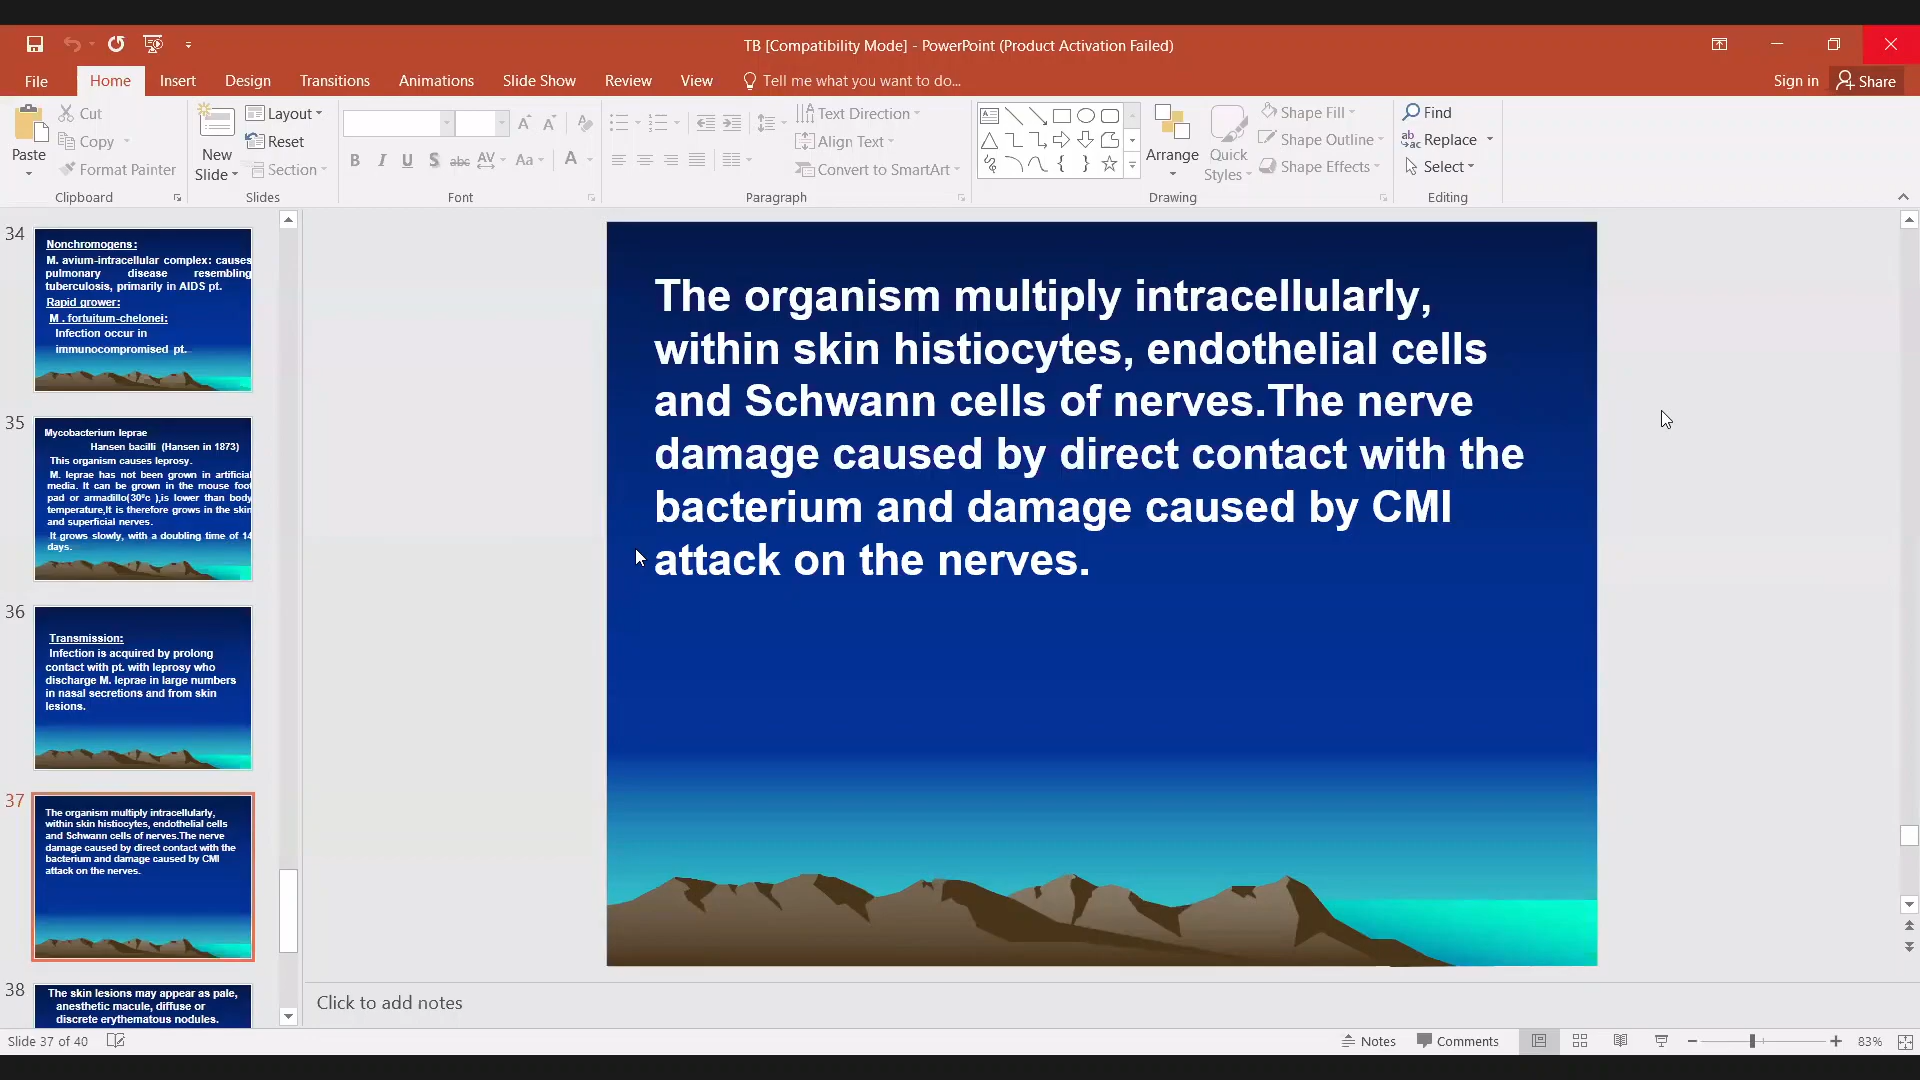 TB [Compatibility Mode] - PowerPoint (Product Activation Failed)
File Home Insert Design Transitions Animations Slide Show Review View Tell me what you want to do... Sign in Share
Paste
Cut
Copy
Format Painter
Clipboard
New
Slide
Layout
Reset
Section
Slides
B I U S abc AV Aa A
Font
Text Direction
Align Text
Convert to SmartArt
Paragraph
Arrange
Quick
Styles
Shape Fill
Shape Outline
Shape Effects
Drawing
Find
Replace
Select
Editing
34
Nonchromogens:
M. avium-intracellular complex: causes
pulmonary disease resembling
tuberculosis, primarily in AIDS pt.
Rapid grower:
M . fortuitum-chelonei:
Infection occur in
immunocompromised pt.
35
Mycobacterium leprae
Hansen bacilli (Hansen in 1873)
This organism causes leprosy.
M. leprae has not been grown in artificial
media. It can be grown in the mouse foot
pad or armadillo(30°c ),is lower than body
temperature,It is therefore grows in the skin
and superficial nerves.
It grows slowly, with a doubling time of 14
days.
36
Transmission:
Infection is acquired by prolong
contact with pt. with leprosy who
discharge M. leprae in large numbers
in nasal secretions and from skin
lesions.
37
The organism multiply intracellularly,
within skin histiocytes, endothelial cells
and Schwann cells of nerves.The nerve
damage caused by direct contact with the
bacterium and damage caused by CMI
attack on the nerves.
38
The skin lesions may appear as pale,
anesthetic macule, diffuse or
discrete erythematous nodules.
The organism multiply intracellularly,
within skin histiocytes, endothelial cells
and Schwann cells of nerves.The nerve
damage caused by direct contact with the
bacterium and damage caused by CMI
attack on the nerves.
Click to add notes
Slide 37 of 40
Notes Comments 83%